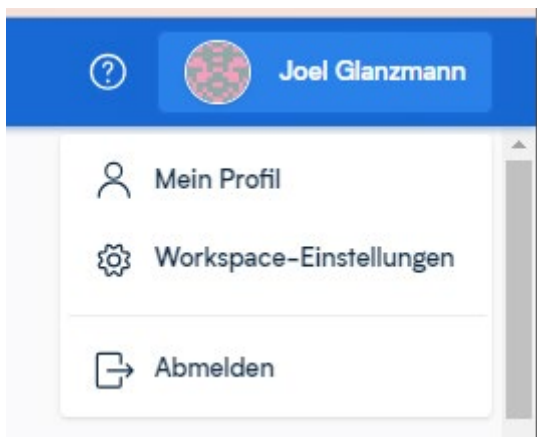 Joel Glanzmann
Mein Profil
Workspace-Einstellungen
Abmelden